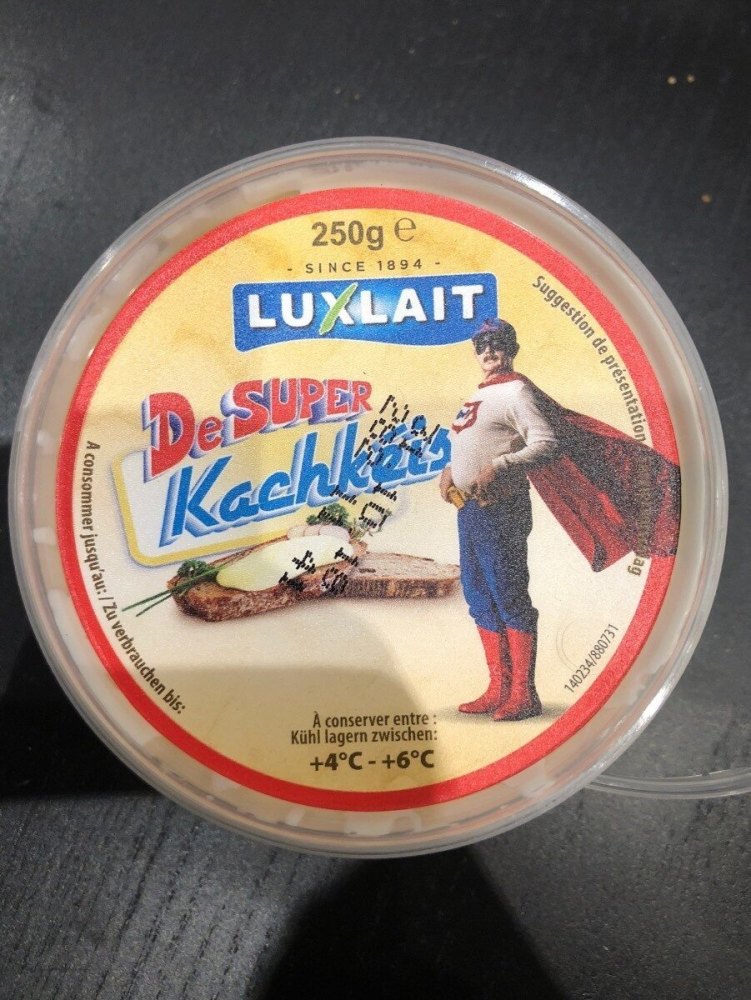 250g e
- SINCE 1894 -
LUXLAIT
De SUPER
Kachkéis
Suggestion de présentation
A consommer jusqu'au: / Zu verbrauchen bis:
140234/880731
À conserver entre :
Kühl lagern zwischen:
+4°C - +6°C